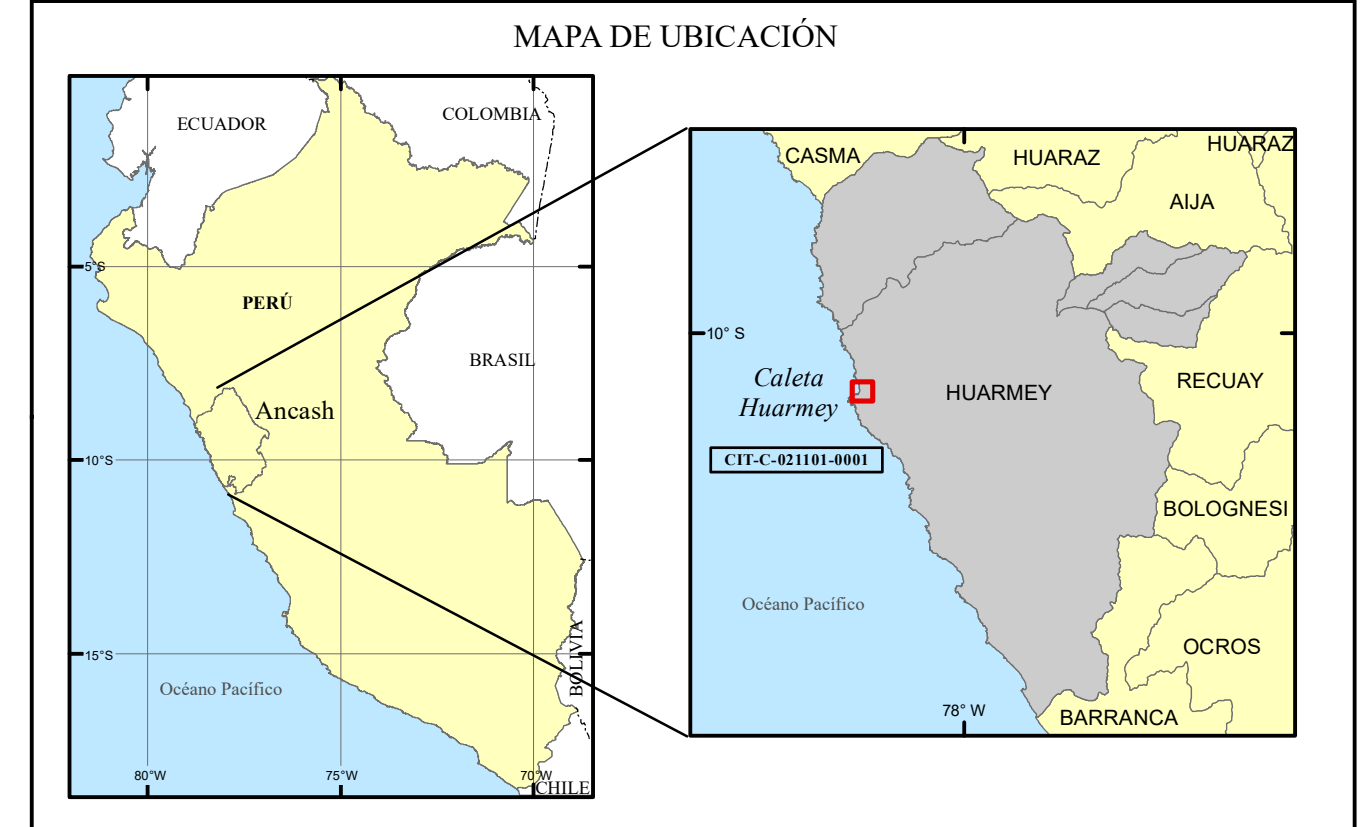 MAPA DE UBICACIÓN
ECUADOR
COLOMBIA
5°S
PERÚ
BRASIL
Ancash
10°S
15°S
BOLIVIA
Océano Pacífico
80°W
75°W
70°W
CHILE
CASMA
HUARAZ
HUARAZ
AIJA
10° S
Caleta
Huarmey
HUARMEY
RECUAY
CIT-C-021101-0001
BOLOGNESI
Océano Pacífico
OCROS
78° W
BARRANCA